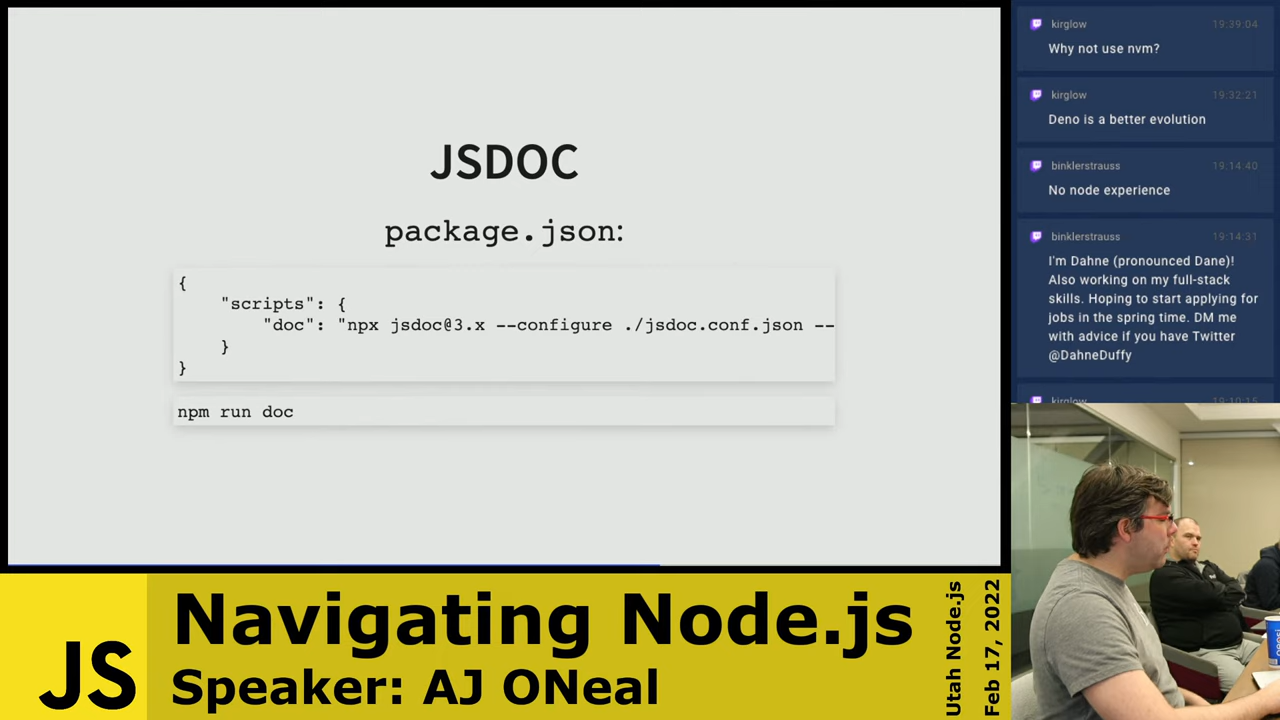 JSDOC
package.json:
{
"scripts": {
"doc": "npx jsdoc@3.x --configure ./jsdoc.conf.json --
}
}
npm run doc
kirglow 19:39:04
Why not use nvm?
kirglow 19:32:21
Deno is a better evolution
binklerstrauss 19:14:40
No node experience
binklerstrauss 19:14:31
I'm Dahne (pronounced Dane)!
Also working on my full-stack
skills. Hoping to start applying for
jobs in the spring time. DM me
with advice if you have Twitter
@DahneDuffy
kirglow 19:10:15
JS
Navigating Node.js
Speaker: AJ ONeal
Utah Node.js
Feb 17, 2022